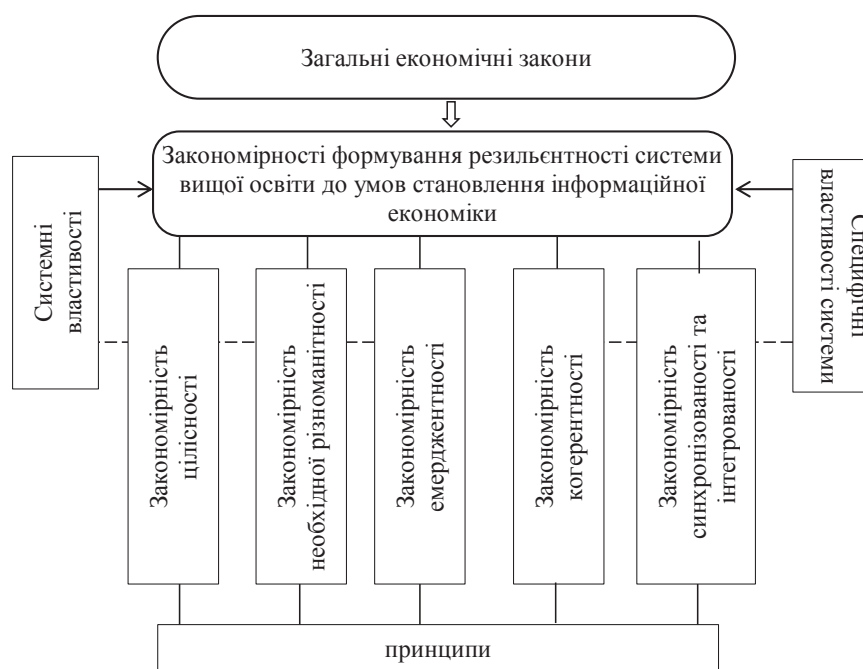 Загальні економічні закони
Закономірності формування резильєнтності системи
вищої освіти до умов становлення інформаційної
економіки
Системні
властивості
Специфічні
властивості системи
Закономірність
цілісності
Закономірність
необхідної різноманітності
Закономірність
емерджентності
Закономірність
когерентності
Закономірність
синхронізованості та
інтегрованості
принципи